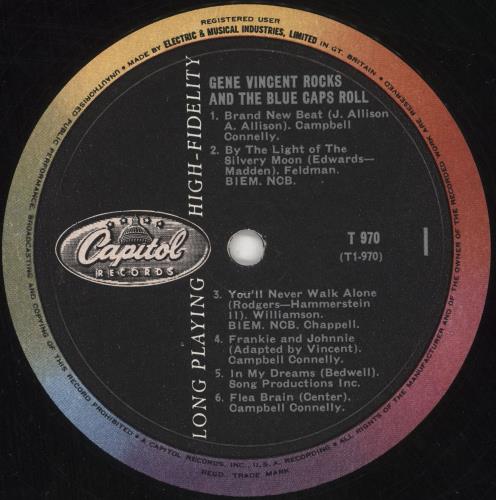 REGISTERED USER
• MADE BY ELECTRIC & MUSICAL INDUSTRIES, LIMITED IN GT. BRITAIN •
ALL RIGHTS OF THE MANUFACTURER AND OF THE OWNER OF THE RECORDED WORK ARE RESERVED
UNAUTHORISED PUBLIC PERFORMANCE, BROADCASTING AND COPYING OF THIS RECORD PROHIBITED
• A CAPITOL RECORDS, INC., U.S.A. RECORDING •
REGD. TRADE MARK
LONG PLAYING HIGH-FIDELITY
GENE VINCENT ROCKS
AND THE BLUE CAPS ROLL
1. Brand New Beat (J. Allison
A. Allison). Campbell
Connelly.
2. By The Light of The
Silvery Moon (Edwards—
Madden). Feldman.
BIEM. NCB.
Capitol
RECORDS
T 970
(T1-970)
1
3. You'll Never Walk Alone
(Rodgers—Hammerstein
II). Williamson.
BIEM. NCB. Chappell.
4. Frankie and Johnnie
(Adapted by Vincent).
Campbell Connelly.
5. In My Dreams (Bedwell).
Song Productions Inc.
6. Flea Brain (Center).
Campbell Connelly.